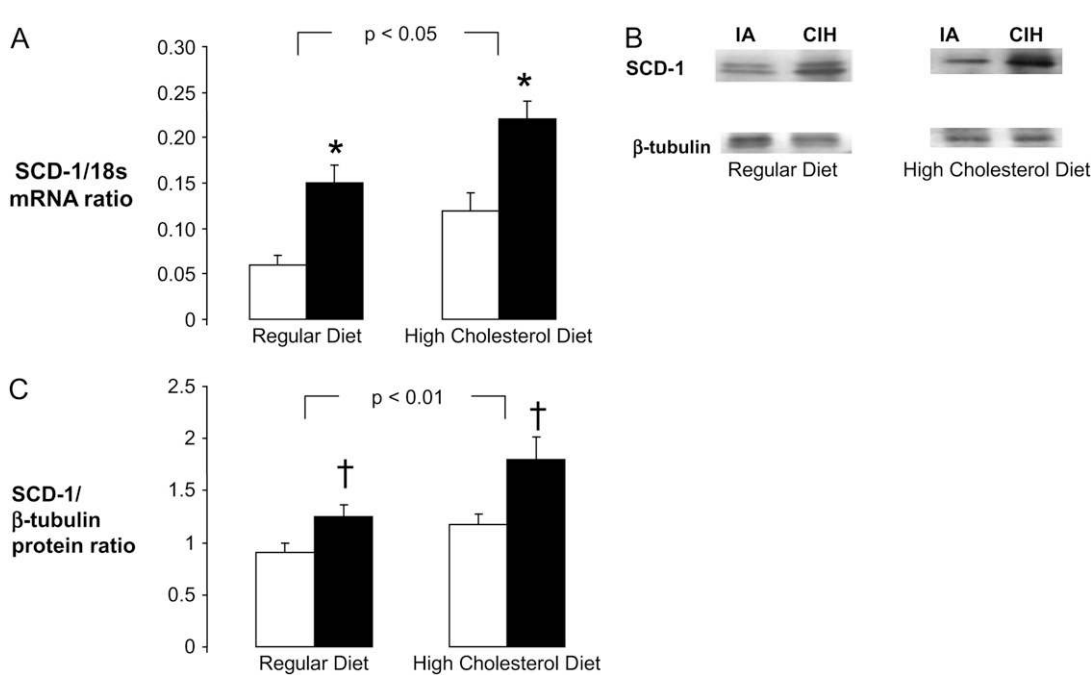 A
p < 0.05
0.30
0.25
0.20
0.15
0.10
0.05
0
SCD-1/18s
mRNA ratio
*
*
Regular Diet
High Cholesterol Diet
B
IA
CIH
IA
CIH
SCD-1
β-tubulin
Regular Diet
High Cholesterol Diet
C
p < 0.01
2.5
2
1.5
1
0.5
0
SCD-1/
β-tubulin
protein ratio
†
†
Regular Diet
High Cholesterol Diet